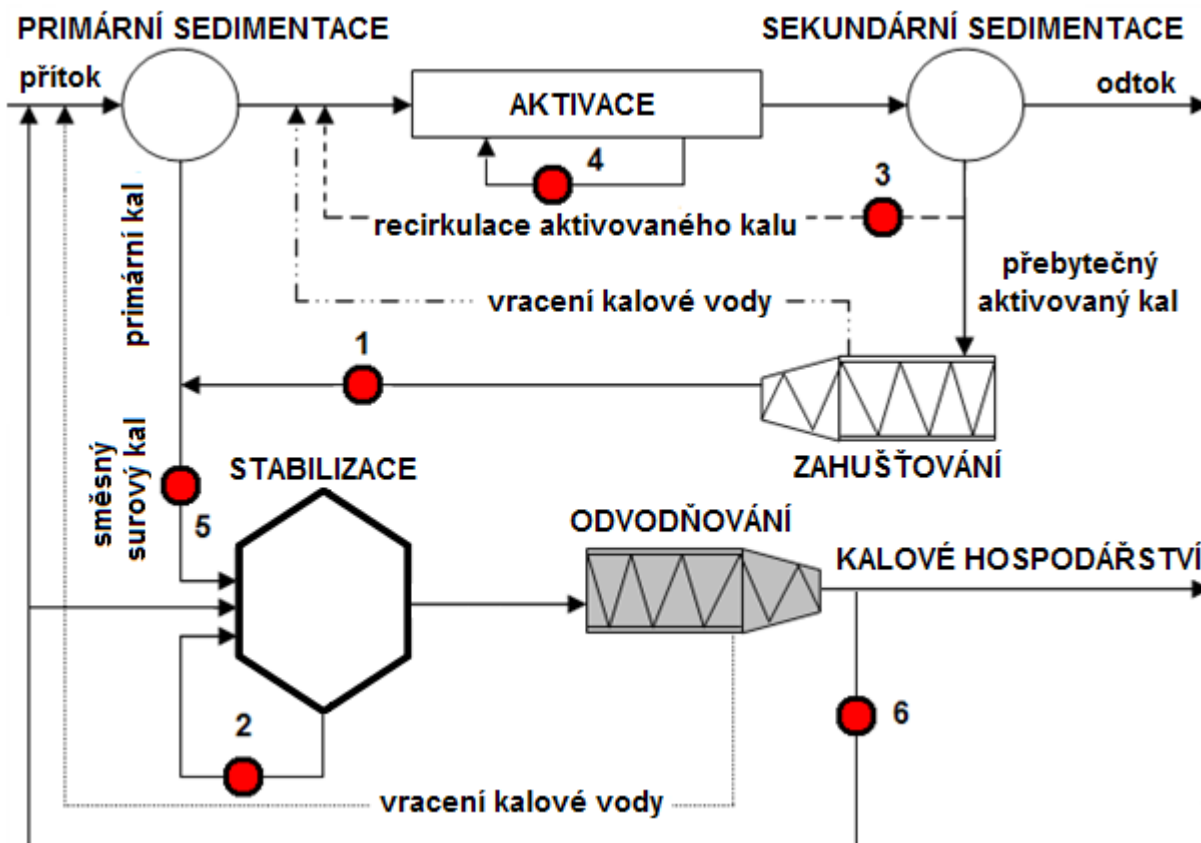 PRIMÁRNÍ SEDIMENTACE
SEKUNDÁRNÍ SEDIMENTACE
přítok
AKTIVACE
odtok
4
3
recirkulace aktivovaného kalu
primární kal
přebytečný
aktivovaný kal
vracení kalové vody
1
ZAHUŠŤOVÁNÍ
směsný
surový kal
5
STABILIZACE
ODVODŇOVÁNÍ
KALOVÉ HOSPODÁŘSTVÍ
2
6
vracení kalové vody